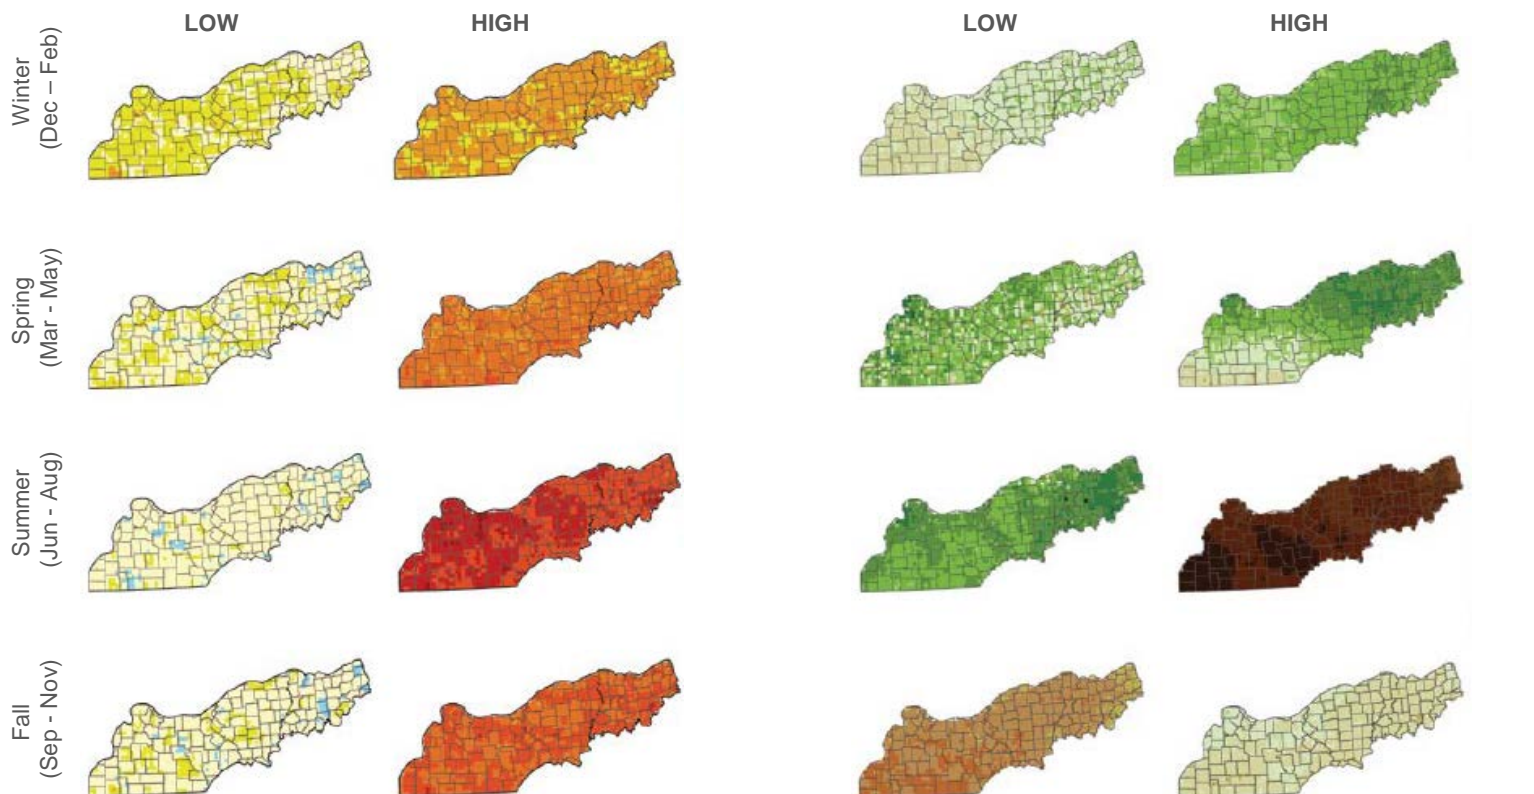 LOW HIGH LOW HIGH
Winter
(Dec – Feb)
Spring
(Mar - May)
Summer
(Jun - Aug)
Fall
(Sep - Nov)